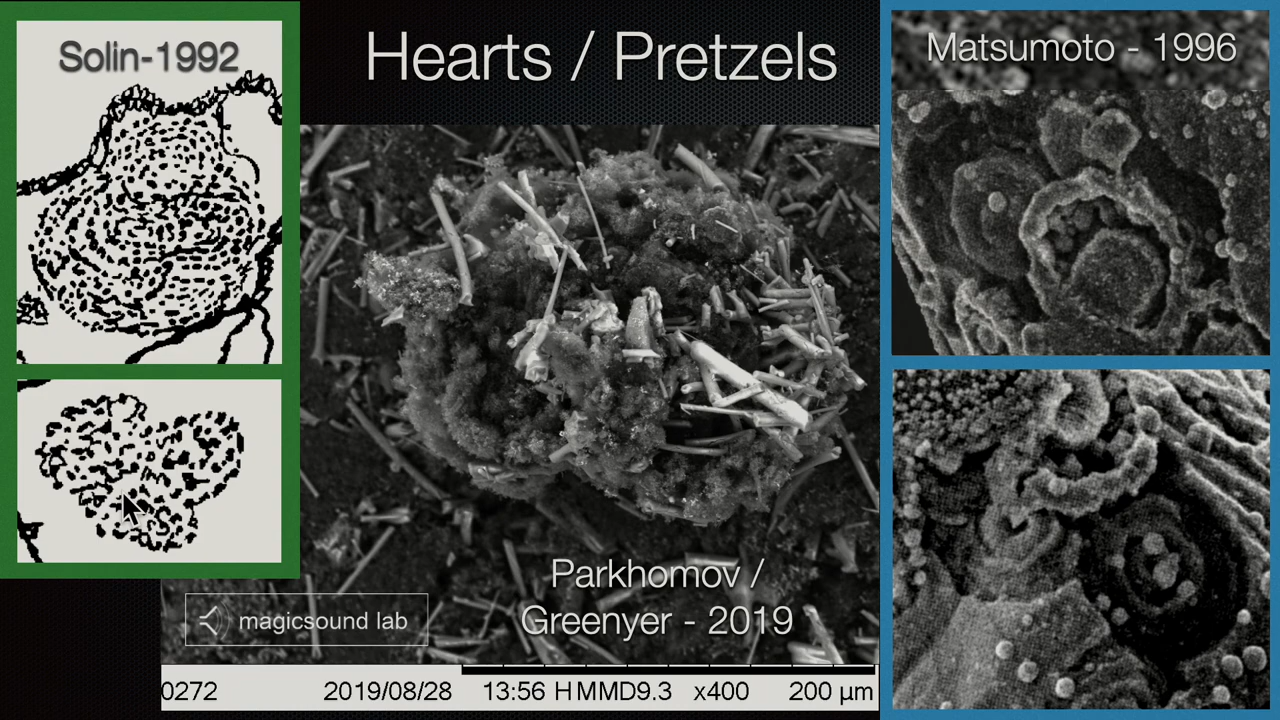 Solin-1992
Hearts / Pretzels
Matsumoto - 1996
Parkhomov /
Greenyer - 2019
magicsound lab
0272 2019/08/28 13:56 HMMD9.3 x400 200 µm